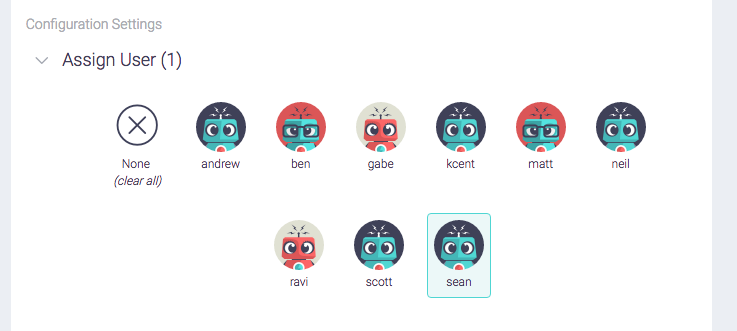 Configuration Settings
Assign User (1)
None
(clear all)
andrew
ben
gabe
kcent
matt
neil
ravi
scott
sean